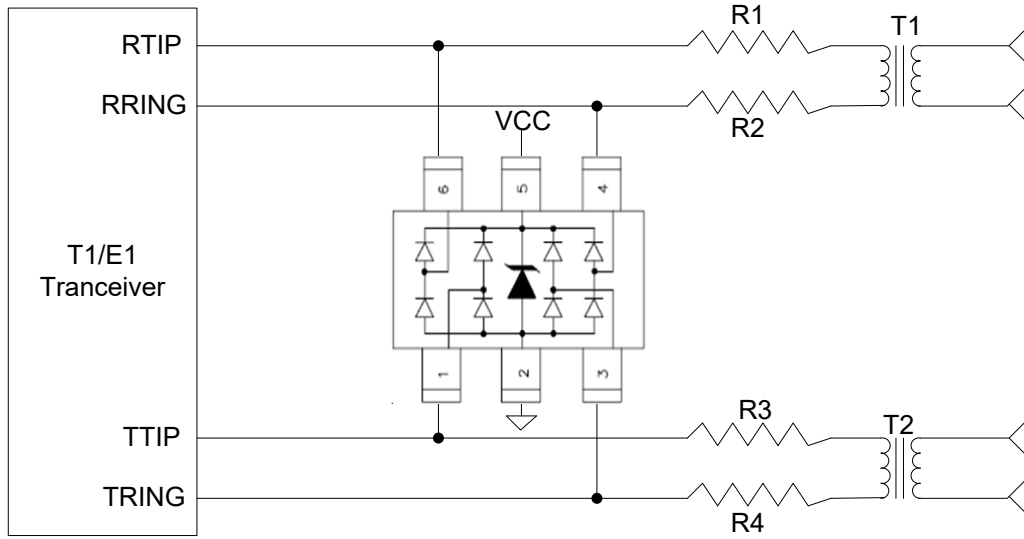 RTIP
R1
T1
RRING
R2
VCC
6
5
4
T1/E1
Tranceiver
1
2
3
TTIP
R3
T2
TRING
R4